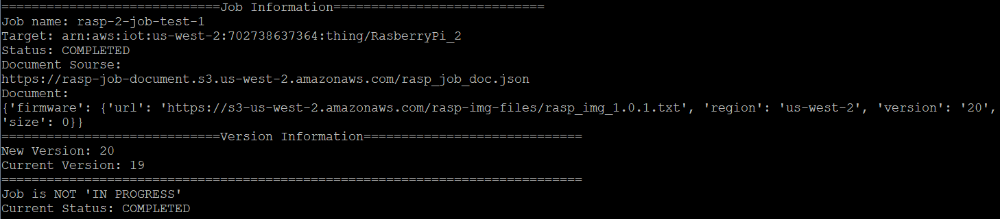 =============================Job Information============================
Job name: rasp-2-job-test-1
Target: arn:aws:iot:us-west-2:702738637364:thing/RasberryPi_2
Status: COMPLETED
Document Sourse:
https://rasp-job-document.s3.us-west-2.amazonaws.com/rasp_job_doc.json
Document:
{'firmware': {'url': 'https://s3-us-west-2.amazonaws.com/rasp-img-files/rasp_img_1.0.1.txt', 'region': 'us-west-2', 'version': '20',
'size': 0}}
=============================Version Information=============================
New Version: 20
Current Version: 19
=============================================================================
Job is NOT 'IN PROGRESS'
Current Status: COMPLETED